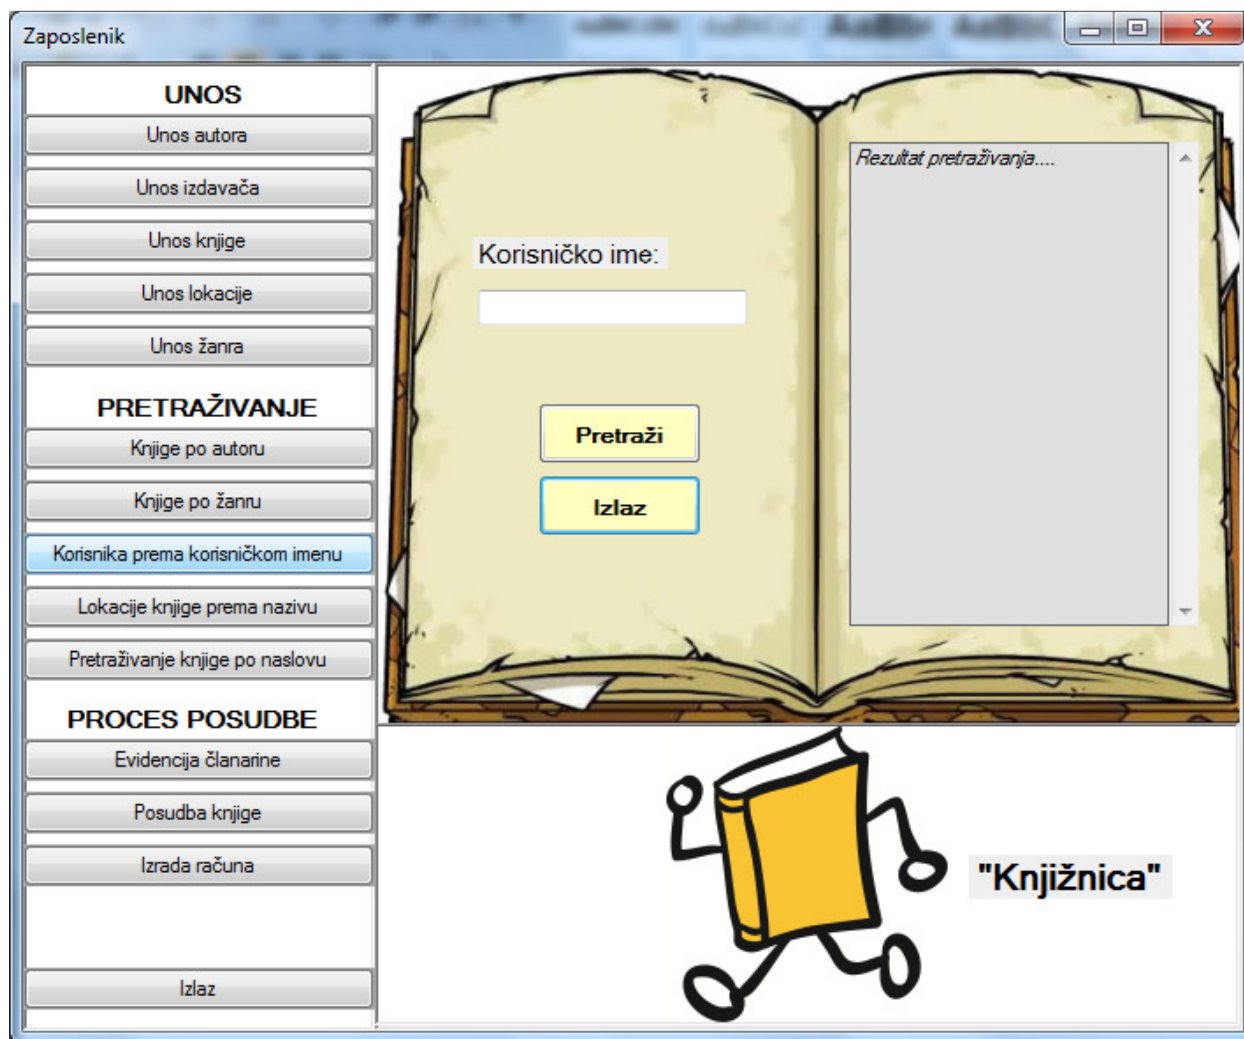 Zaposlenik
UNOS
Unos autora
Unos izdavača
Unos knjige
Unos lokacije
Unos žanra
PRETRAŽIVANJE
Knjige po autoru
Knjige po žanru
Korisnika prema korisničkom imenu
Lokacije knjige prema nazivu
Pretraživanje knjige po naslovu
PROCES POSUDBE
Evidencija članarine
Posudba knjige
Izrada računa
Izlaz
Korisničko ime:
Pretraži
Izlaz
Rezultat pretraživanja....
"Knjižnica"